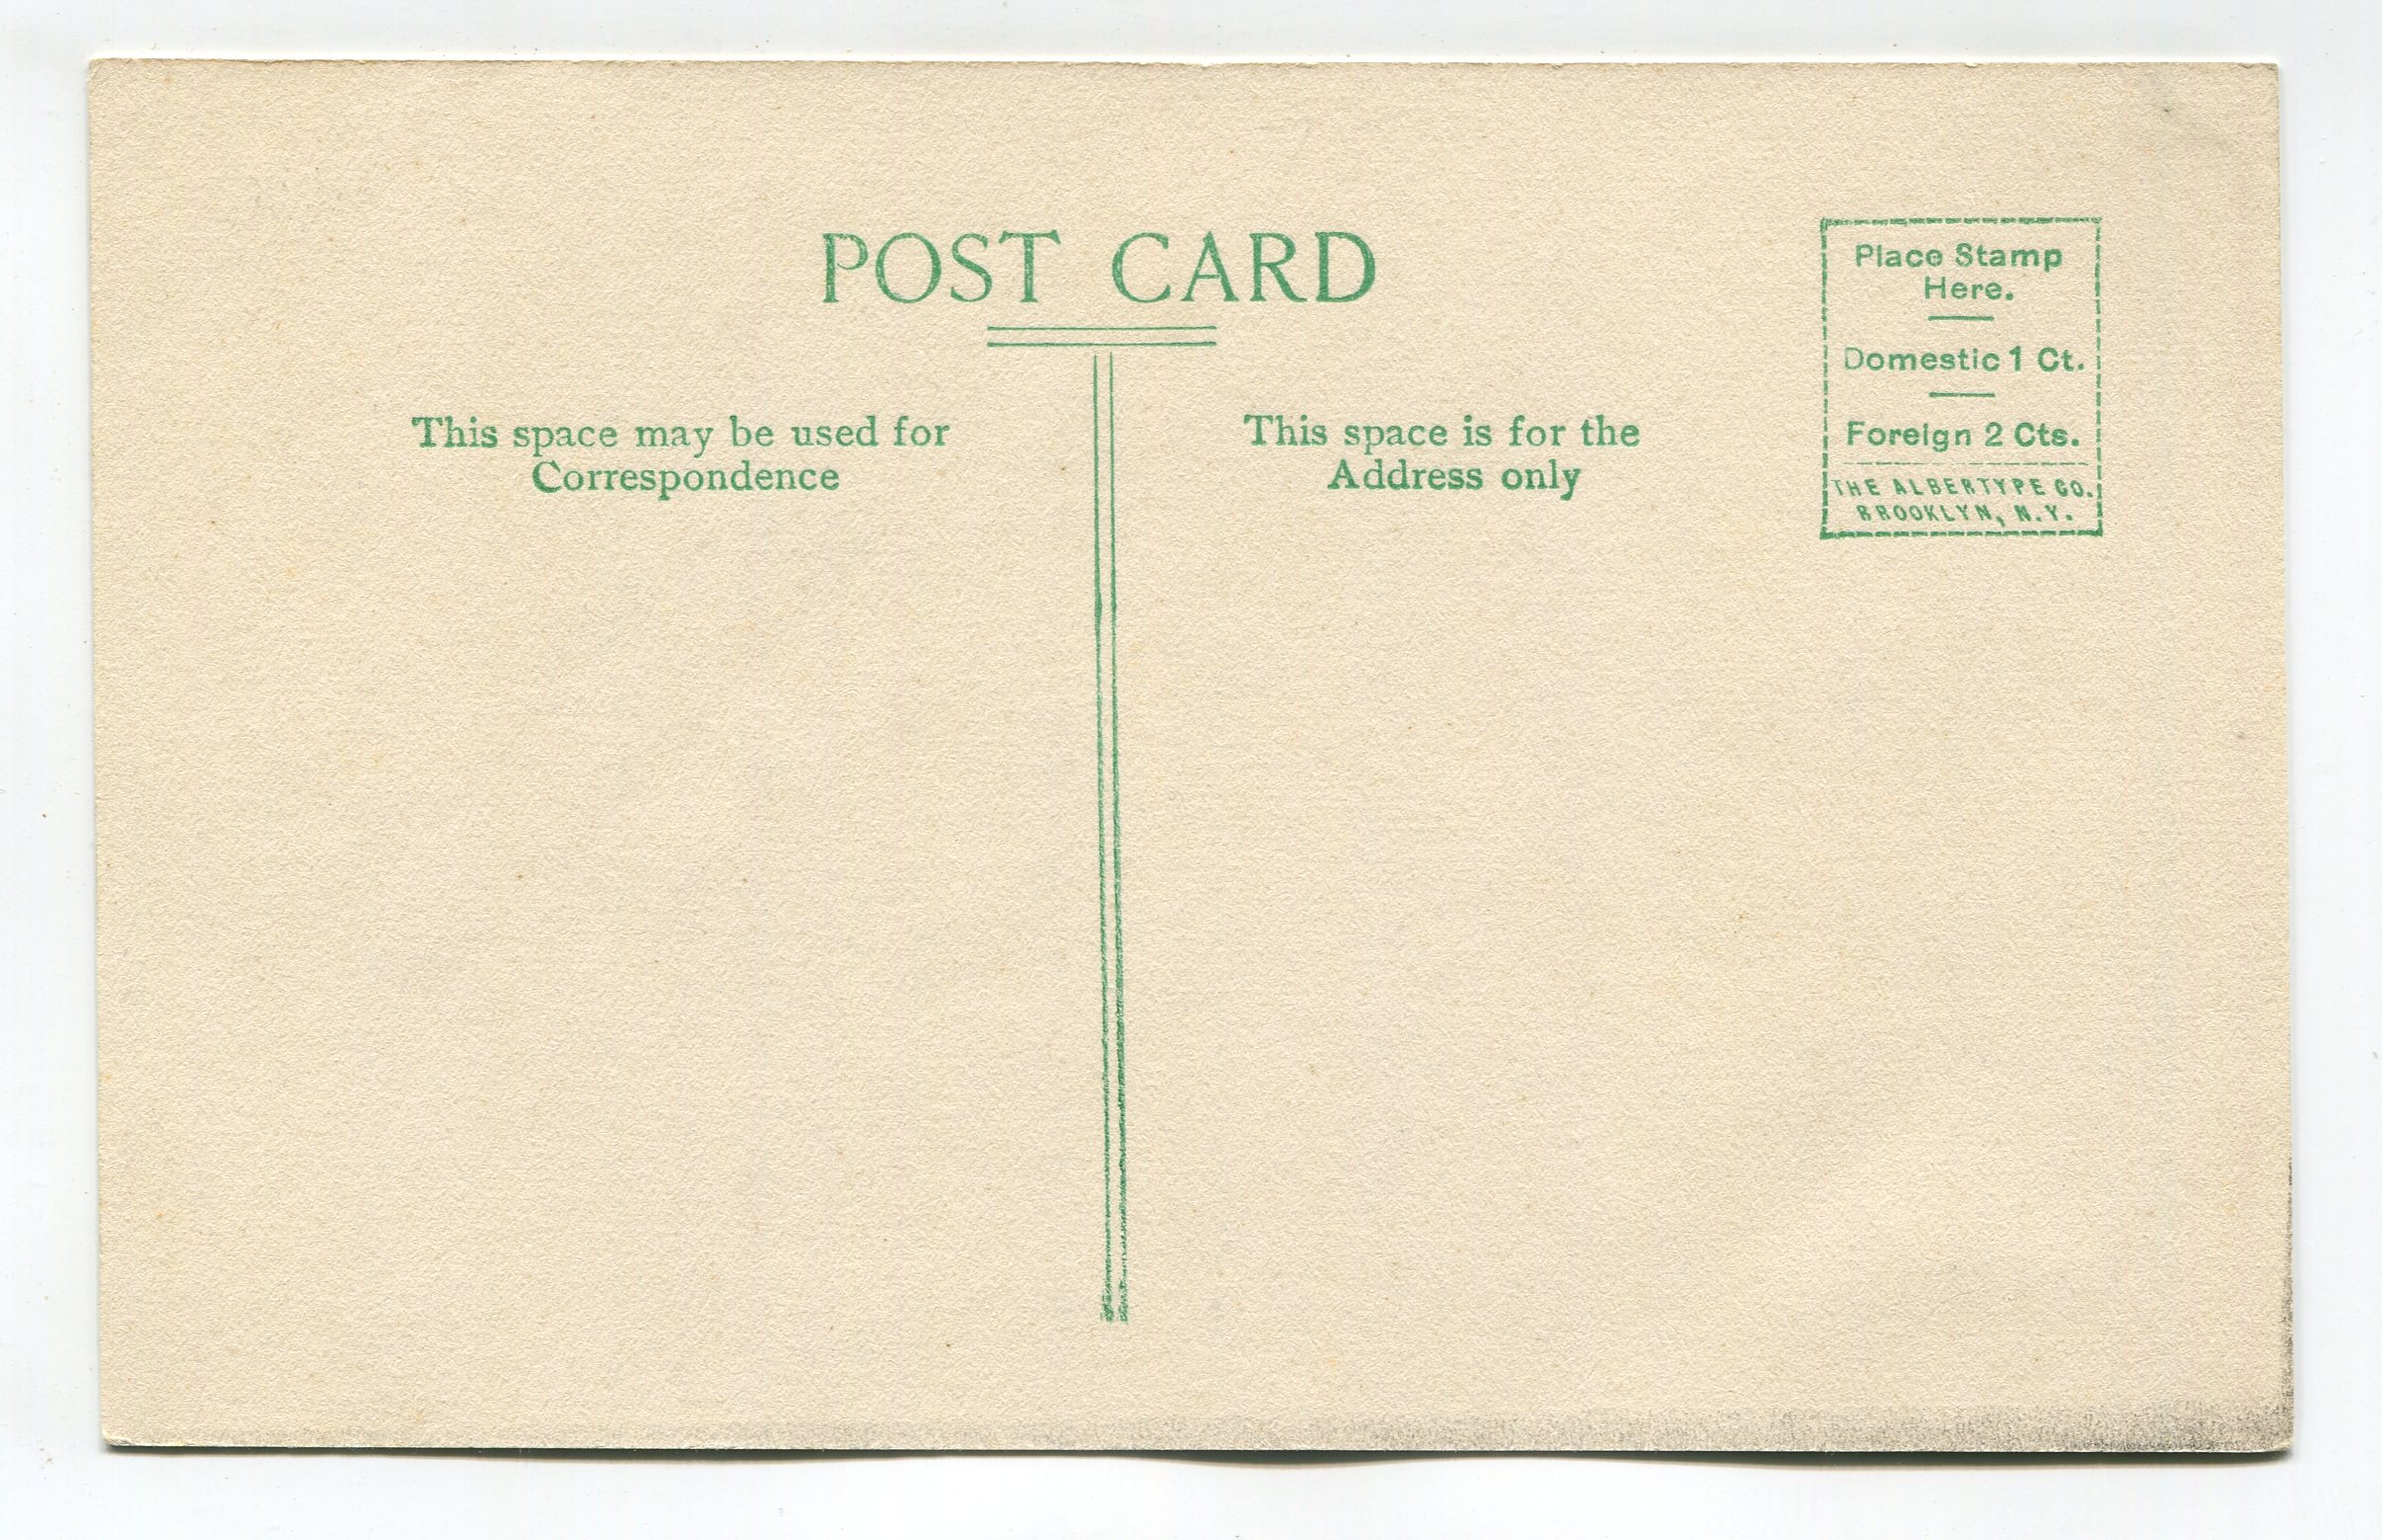 POST CARD
This space may be used for
Correspondence
This space is for the
Address only
Place Stamp
Here.
Domestic 1 Ct.
Foreign 2 Cts.
THE ALBERTYPE CO.
BROOKLYN, N.Y.